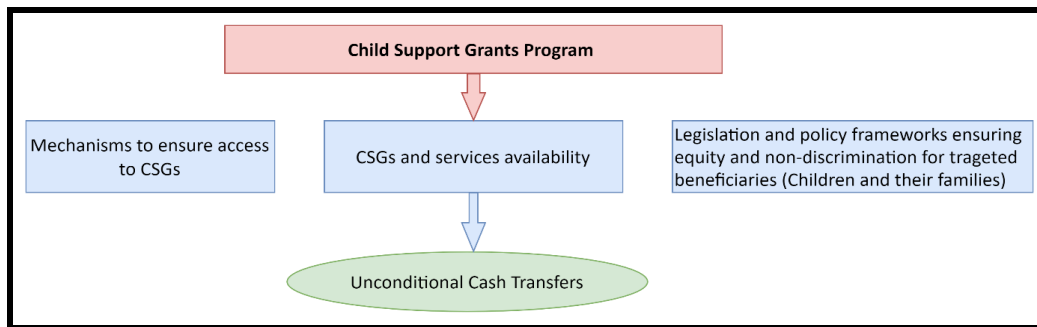 Child Support Grants Program
Mechanisms to ensure access
to CSGs
CSGs and services availability
Legislation and policy frameworks ensuring
equity and non-discrimination for trageted
beneficiaries (Children and their families)
Unconditional Cash Transfers